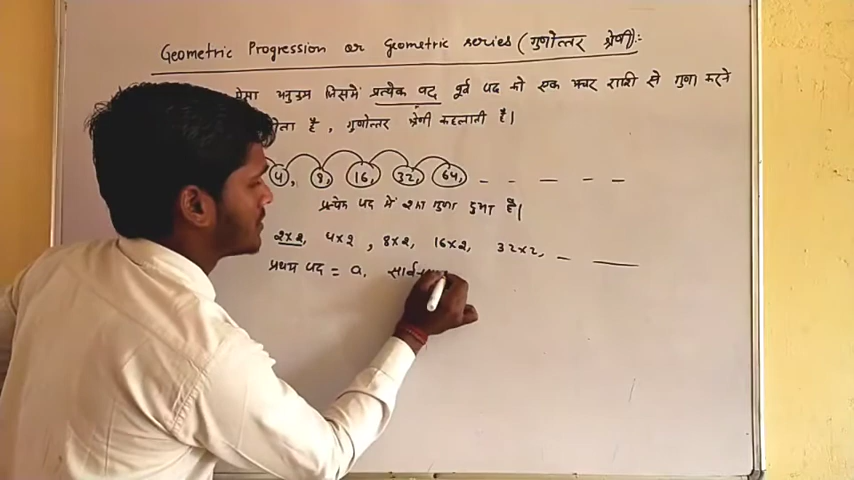 Geometric Progression or Geometric series (गुणोत्तर श्रेणी):-
ऐसा अनुक्रम जिसमें प्रत्येक पद पूर्व पद को एक अचर राशि से गुणा करने
होता है, गुणोत्तर श्रेणी कहलाती है।
4, 8, 16, 32, 64, - - - - -
प्रत्येक पद में 2 का गुणा हुआ है।
2×2, 4×2, 8×2, 16×2, 32×2, - -
प्रथम पद = a, सार्व